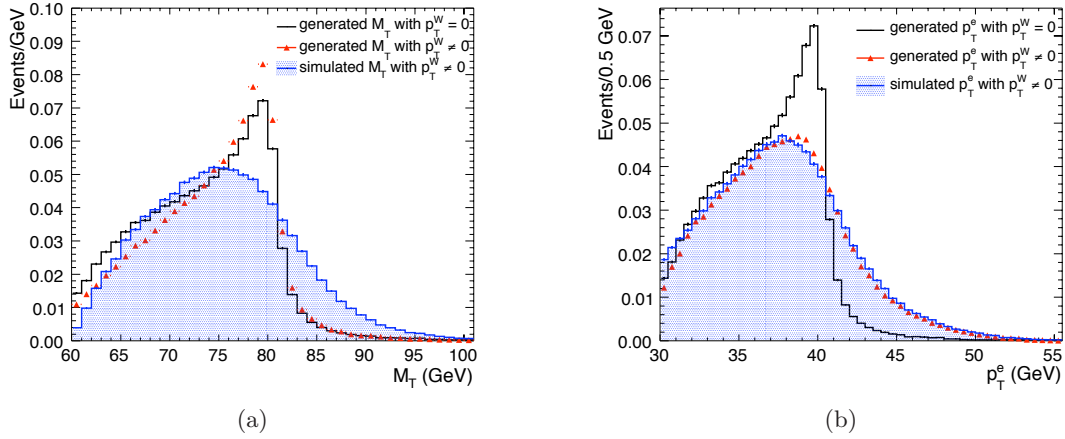 Events/GeV
0.10
0.09
0.08
0.07
0.06
0.05
0.04
0.03
0.02
0.01
0.00
generated M_T with p_T^W = 0
generated M_T with p_T^W ≠ 0
simulated M_T with p_T^W ≠ 0
60 65 70 75 80 85 90 95 100
M_T (GeV)
(a)
Events/0.5 GeV
0.07
0.06
0.05
0.04
0.03
0.02
0.01
0.00
generated p_T^e with p_T^W = 0
generated p_T^e with p_T^W ≠ 0
simulated p_T^e with p_T^W ≠ 0
30 35 40 45 50 55
p_T^e (GeV)
(b)